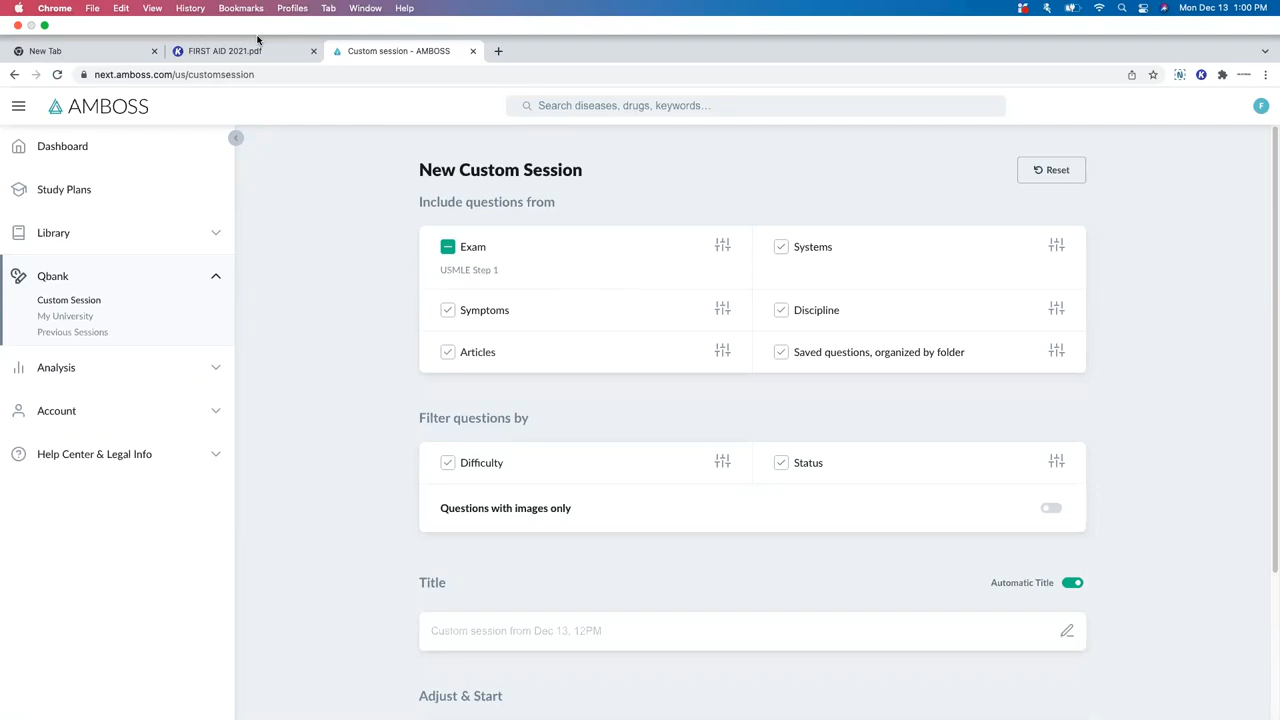 Chrome File Edit View History Bookmarks Profiles Tab Window Help Mon Dec 13 1:00 PM
New Tab FIRST AID 2021.pdf Custom session - AMBOSS
next.amboss.com/us/customsession
AMBOSS
Search diseases, drugs, keywords...
F
Dashboard
Study Plans
Library
Qbank
Custom Session
My University
Previous Sessions
Analysis
Account
Help Center & Legal Info
New Custom Session
Reset
Include questions from
Exam
USMLE Step 1
Systems
Symptoms
Discipline
Articles
Saved questions, organized by folder
Filter questions by
Difficulty
Status
Questions with images only
Title
Automatic Title
Custom session from Dec 13, 12PM
Adjust & Start